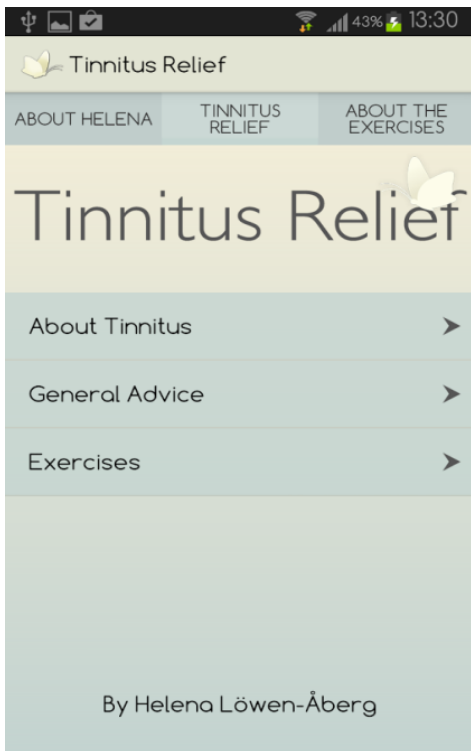 43% 13:30
Tinnitus Relief
ABOUT HELENA
TINNITUS
RELIEF
ABOUT THE
EXERCISES
Tinnitus Relief
About Tinnitus
General Advice
Exercises
By Helena Löwen-Åberg